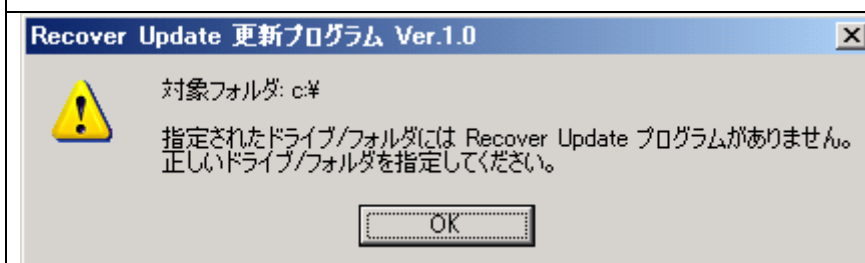 Recover Update 更新プログラム Ver.1.0
対象フォルダ: c:¥
指定されたドライブ/フォルダには Recover Update プログラムがありません。
正しいドライブ/フォルダを指定してください。
OK